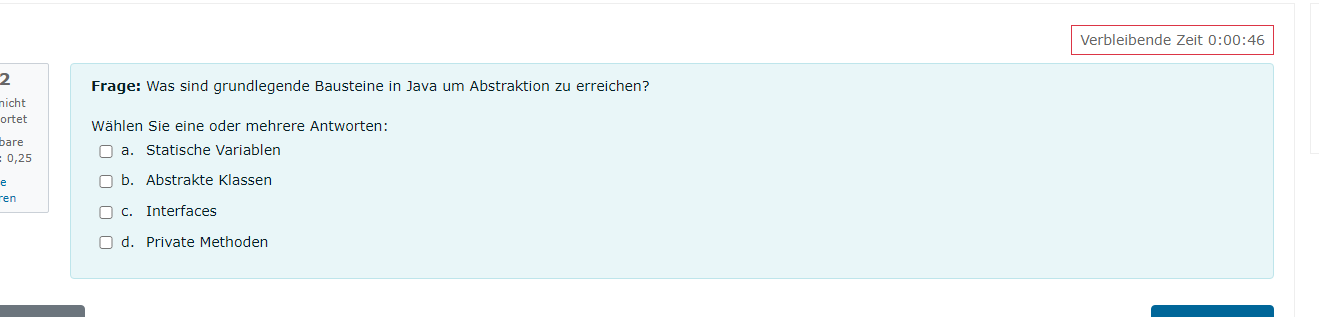 Verbleibende Zeit 0:00:46
2
nicht
ortet
bare
: 0,25
e
ren
Frage: Was sind grundlegende Bausteine in Java um Abstraktion zu erreichen?
Wählen Sie eine oder mehrere Antworten:
a. Statische Variablen
b. Abstrakte Klassen
c. Interfaces
d. Private Methoden